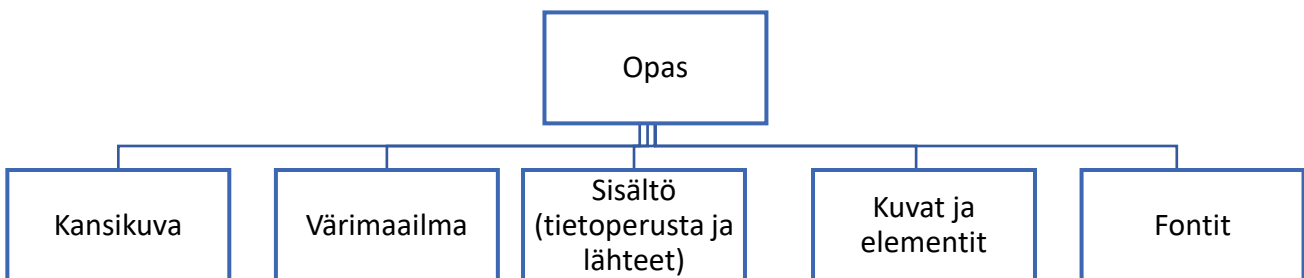 Opas
Kansikuva
Värimaailma
Sisältö
(tietoperusta ja
lähteet)
Kuvat ja
elementit
Fontit